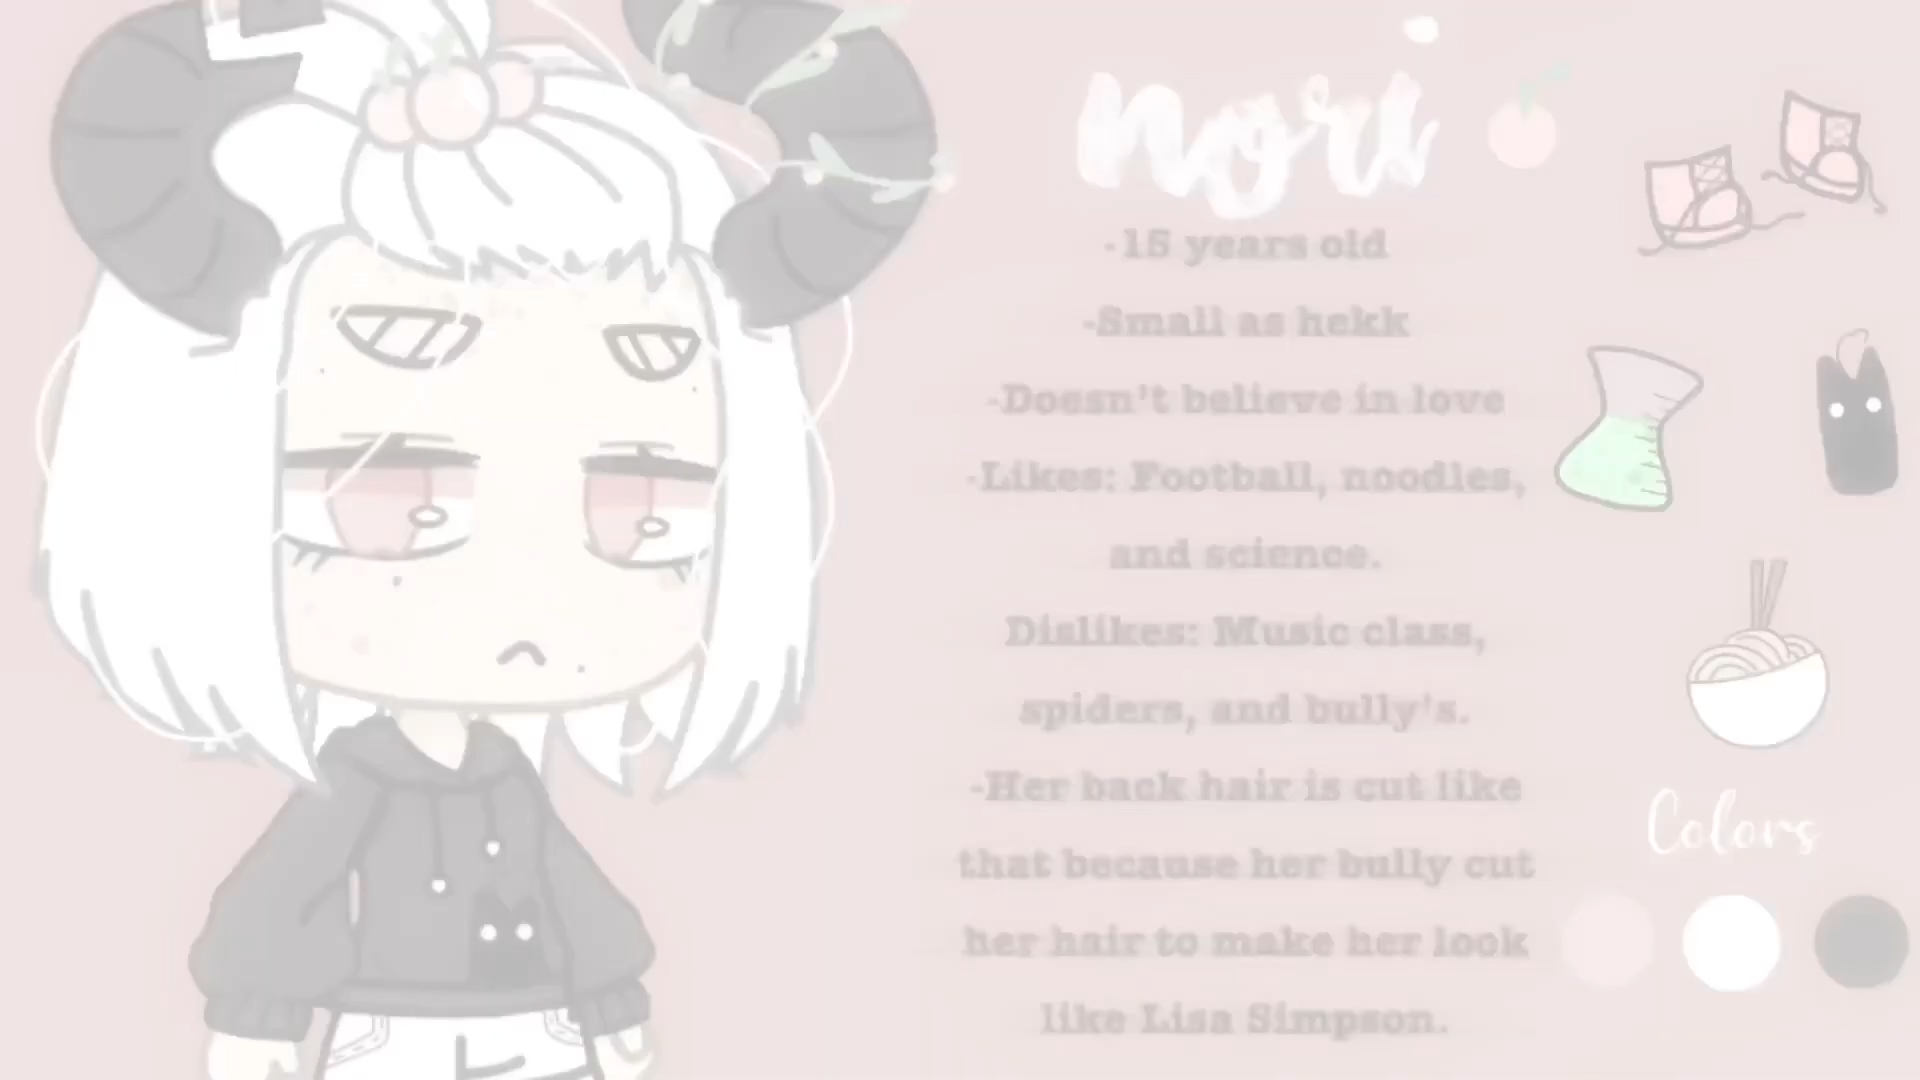 nori
-15 years old
-Small as hekk
-Doesn't believe in love
-Likes: Football, noodles,
and science.
Dislikes: Music class,
spiders, and bully's.
-Her back hair is cut like
that because her bully cut
her hair to make her look
like Lisa Simpson.
Colors